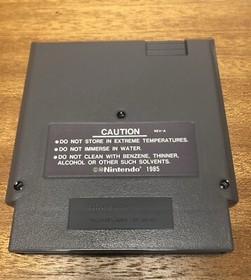 CAUTION
REV-A
●DO NOT STORE IN EXTREME TEMPERATURES.
●DO NOT IMMERSE IN WATER.
●DO NOT CLEAN WITH BENZENE, THINNER,
ALCOHOL OR OTHER SUCH SOLVENTS.
©®Nintendo 1985